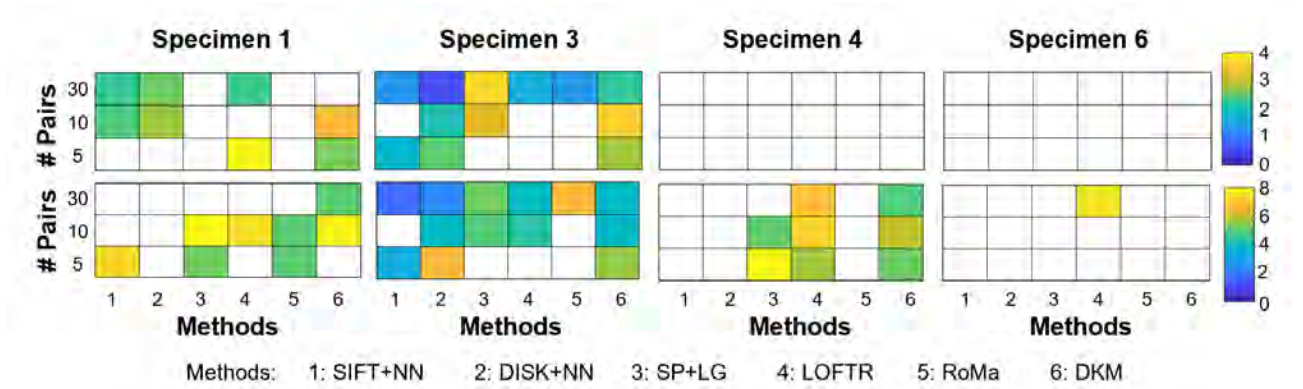 Specimen 1 Specimen 3 Specimen 4 Specimen 6
# Pairs
30
10
5
4
3
2
1
0
# Pairs
30
10
5
8
6
4
2
0
1 2 3 4 5 6 1 2 3 4 5 6 1 2 3 4 5 6 1 2 3 4 5 6
Methods Methods Methods Methods
Methods: 1: SIFT+NN 2: DISK+NN 3: SP+LG 4: LOFTR 5: RoMa 6: DKM